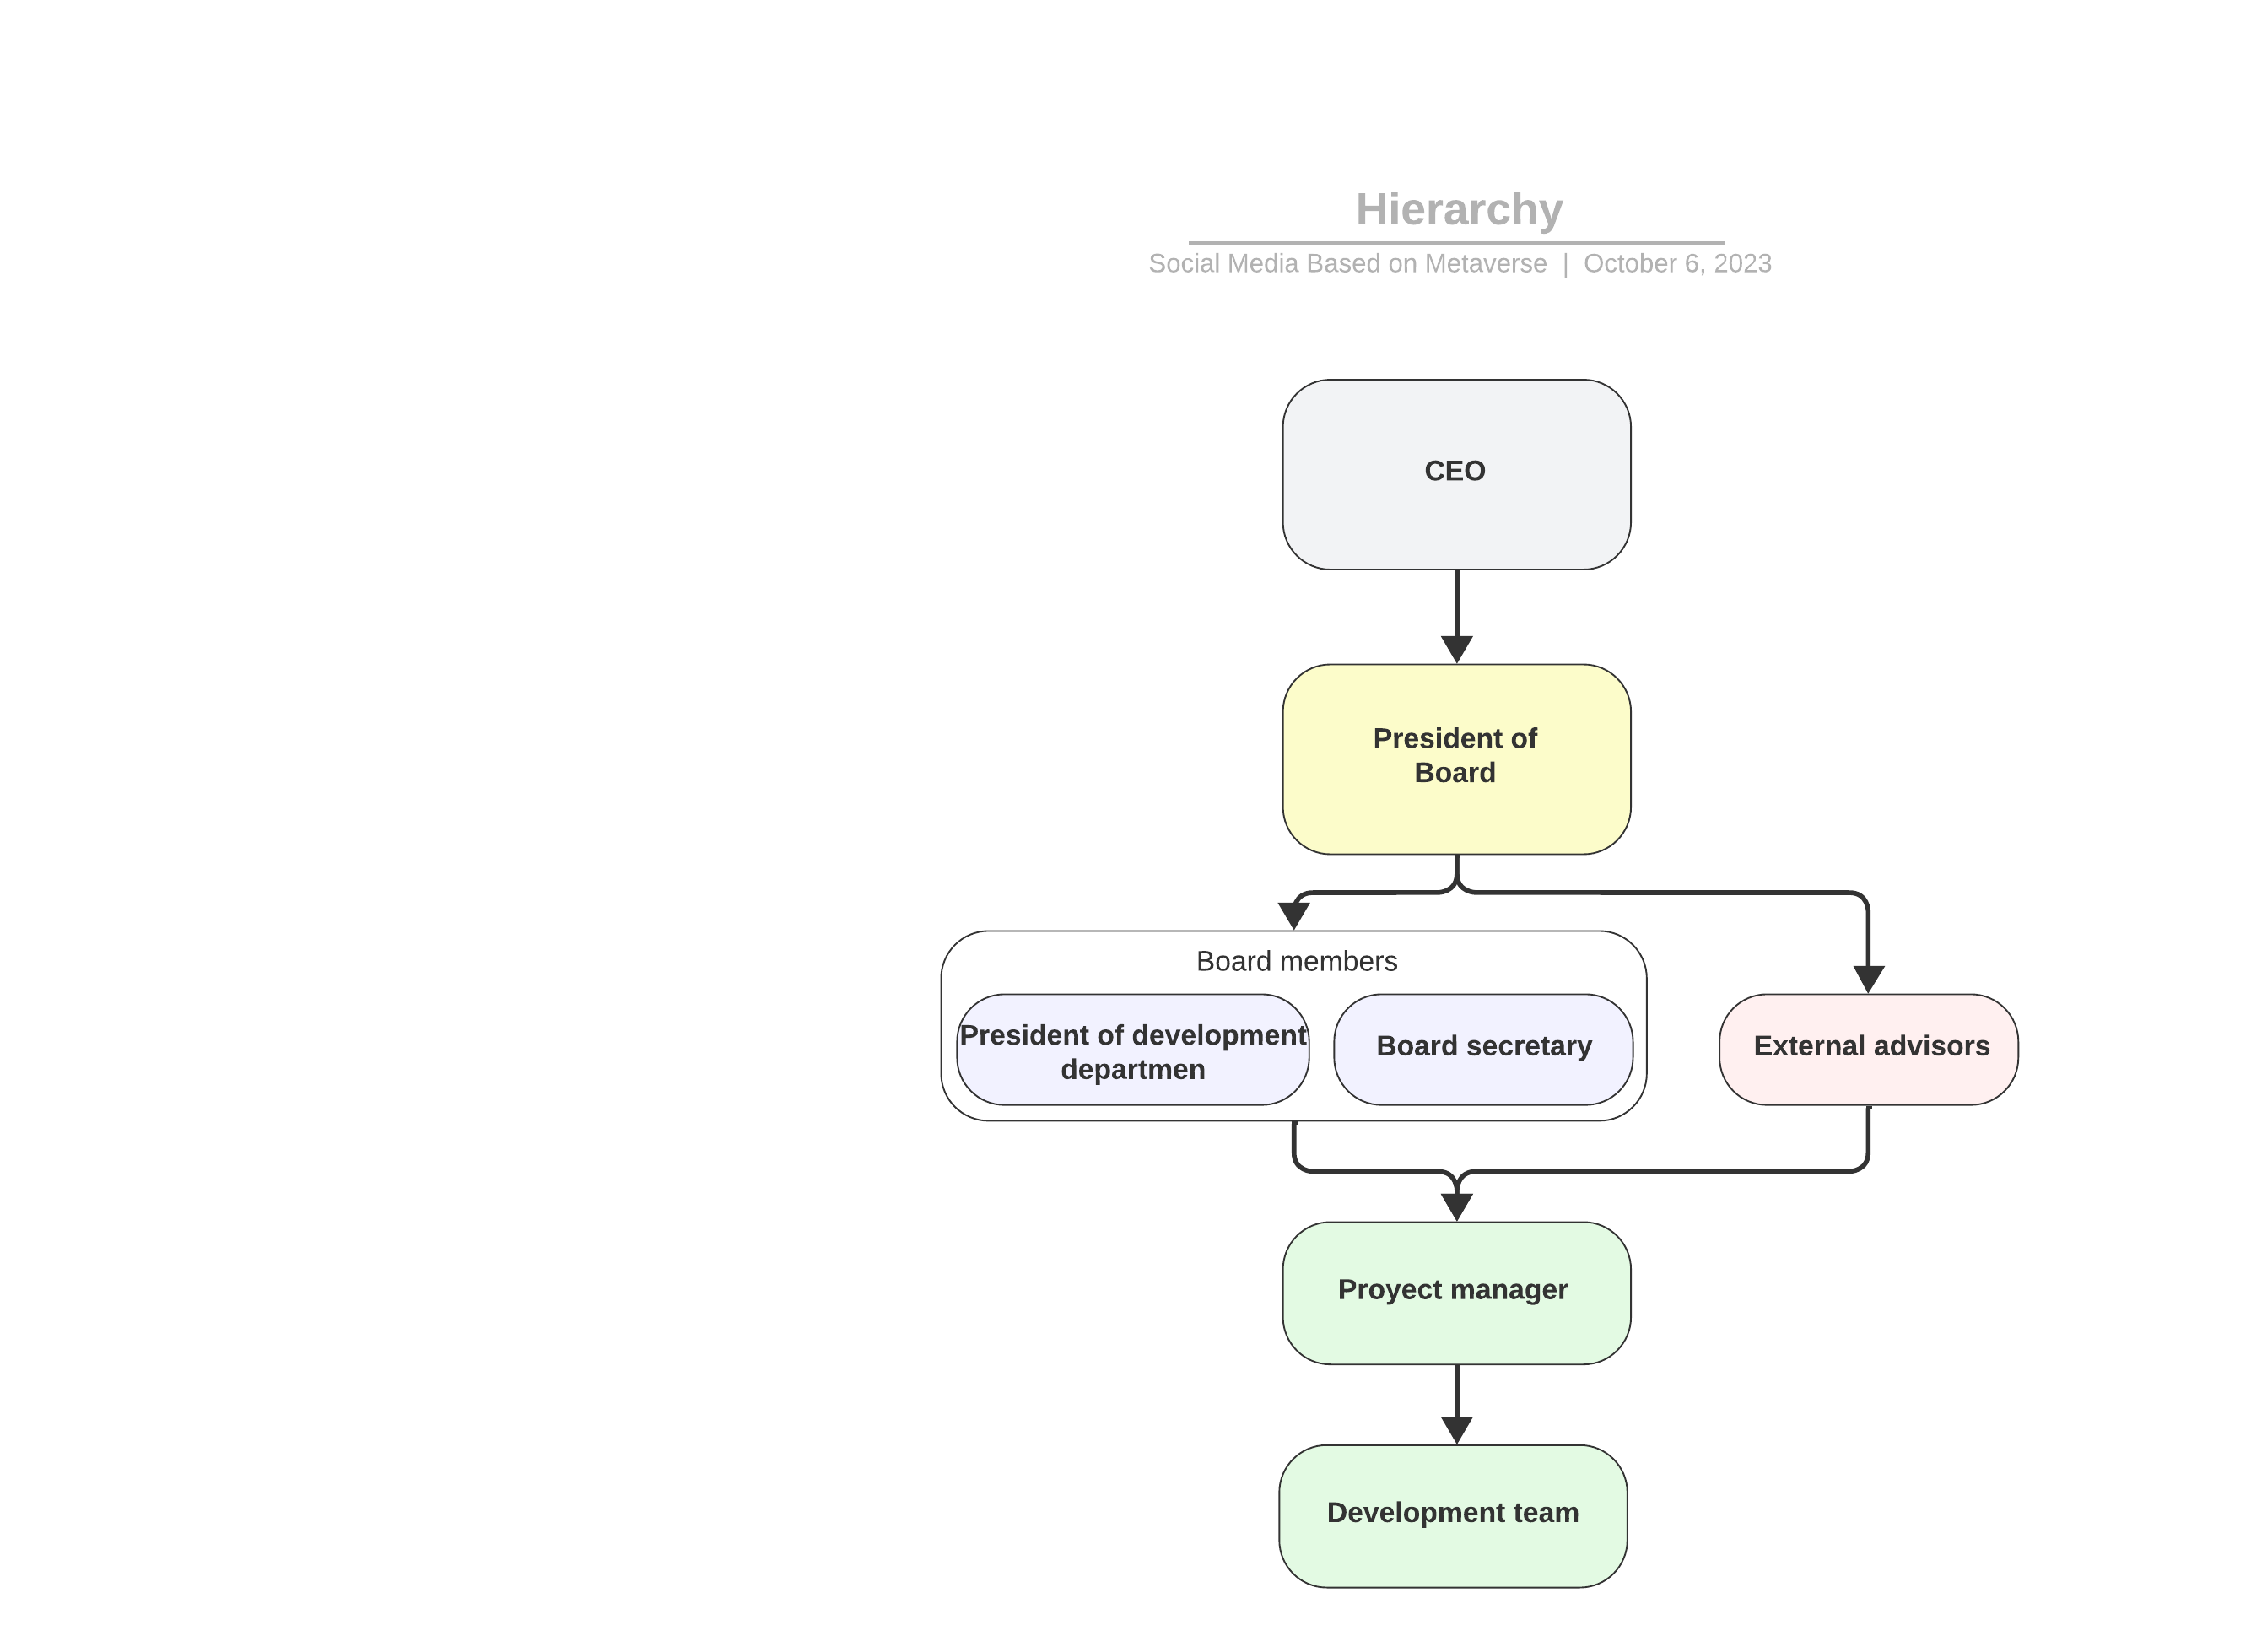 Hierarchy
Social Media Based on Metaverse | October 6, 2023
CEO
President of
Board
Board members
President of development
departmen
Board secretary
External advisors
Proyect manager
Development team